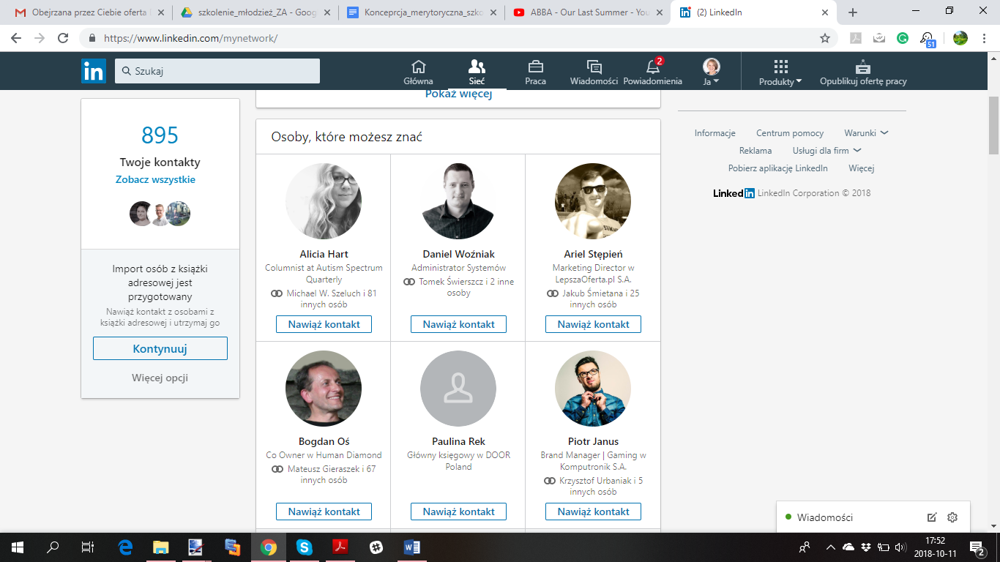 Obejrzana przez Ciebie oferta
szkolenie_młodzież_ZA - Goog
Koncepcja_merytoryczna_szko
ABBA - Our Last Summer - You
(2) LinkedIn
https://www.linkedin.com/mynetwork/
51
in
Szukaj
Główna
Sieć
Praca
Wiadomości
2
Powiadomienia
Ja
Produkty
Opublikuj ofertę pracy
895
Twoje kontakty
Zobacz wszystkie
Import osób z książki
adresowej jest
przygotowany
Nawiąż kontakt z osobami z
książki adresowej i utrzymaj go
Kontynuuj
Więcej opcji
Pokaż więcej
Osoby, które możesz znać
Alicia Hart
Columnist at Autism Spectrum
Quarterly
Michael W. Szeluch i 81
innych osób
Nawiąż kontakt
Daniel Woźniak
Administrator Systemów
Tomek Świerszcz i 2 inne
osoby
Nawiąż kontakt
Ariel Stępień
Marketing Director w
LepszaOferta.pl S.A.
Jakub Śmietana i 25
innych osób
Nawiąż kontakt
Bogdan Oś
Co Owner w Human Diamond
Mateusz Gieraszek i 67
innych osób
Nawiąż kontakt
Paulina Rek
Główny księgowy w DOOR
Poland
Nawiąż kontakt
Piotr Janus
Brand Manager | Gaming w
Komputronik S.A.
Krzysztof Urbaniak i 5
innych osób
Nawiąż kontakt
Informacje Centrum pomocy Warunki
Reklama Usługi dla firm
Pobierz aplikację LinkedIn Więcej
LinkedIn LinkedIn Corporation © 2018
Wiadomości
17:52
2018-10-11
2